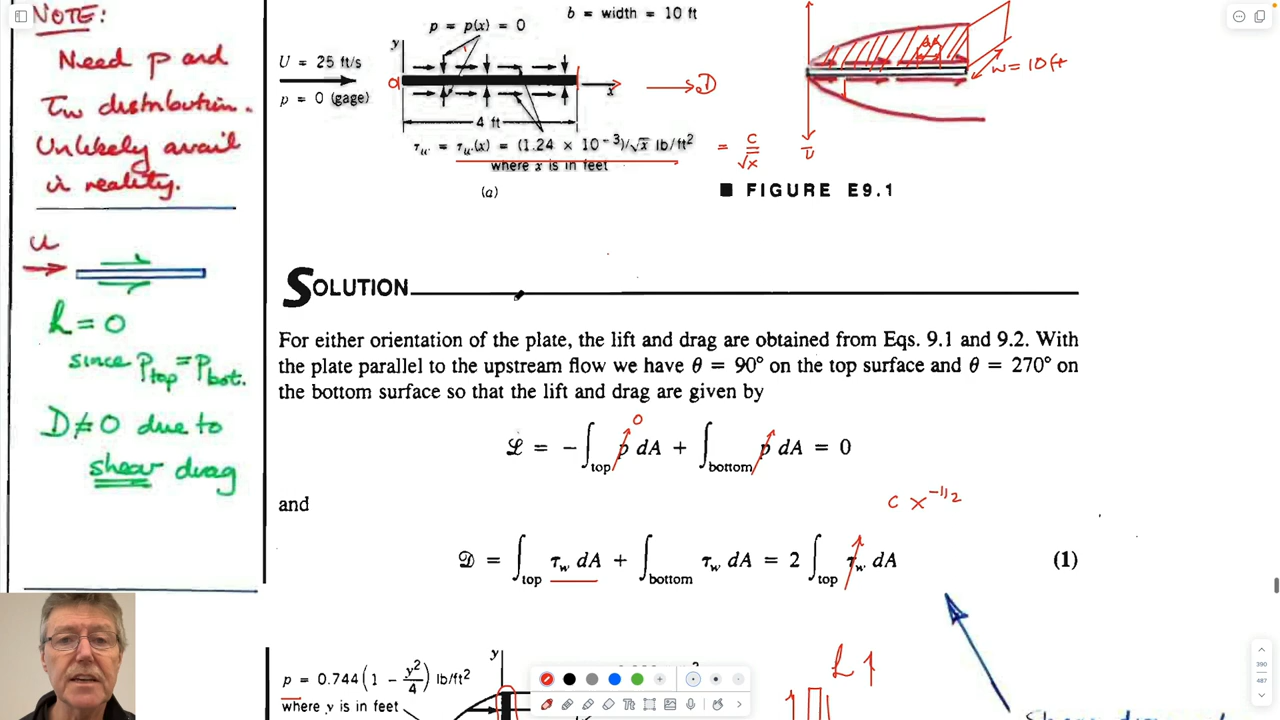 NOTE:
Need p and
τw distribution.
Unlikely avail
in reality.
U
L = 0
since Ptop = Pbot.
D ≠ 0 due to
shear drag
p = p(x) = 0
b = width = 10 ft
U = 25 ft/s
p = 0 (gage)
y
0
x
D
4 ft
τw = τw(x) = (1.24 × 10⁻³)/√x lb/ft² = C/√x
where x is in feet
(a)
w = 10 ft
Δx
τ
■ FIGURE E9.1
SOLUTION
For either orientation of the plate, the lift and drag are obtained from Eqs. 9.1 and 9.2. With
the plate parallel to the upstream flow we have θ = 90° on the top surface and θ = 270° on
the bottom surface so that the lift and drag are given by
0
ℒ = − ∫top p dA + ∫bottom p dA = 0
and
C x^-1/2
𝒟 = ∫top τw dA + ∫bottom τw dA = 2 ∫top τw dA (1)
p = 0.744(1 − y²/4) lb/ft²
where y is in feet
y
L
390
487